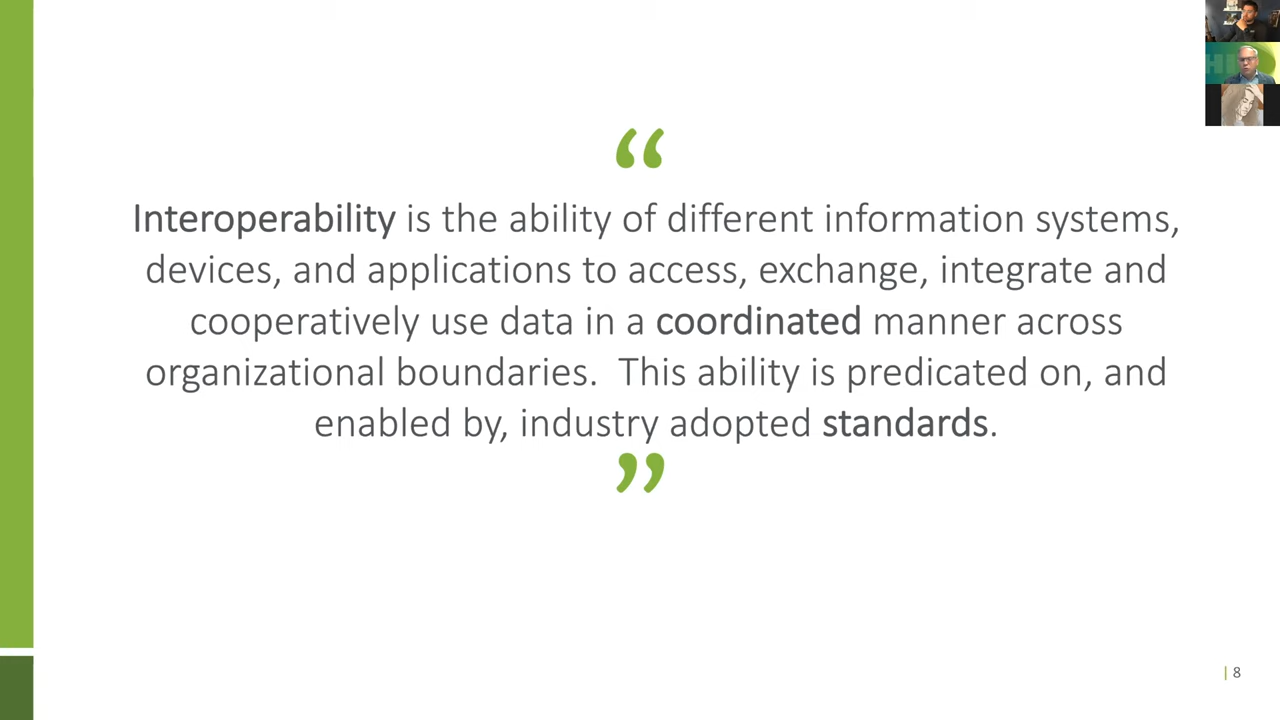 “
Interoperability is the ability of different information systems,
devices, and applications to access, exchange, integrate and
cooperatively use data in a coordinated manner across
organizational boundaries.  This ability is predicated on, and
enabled by, industry adopted standards.
”
| 8